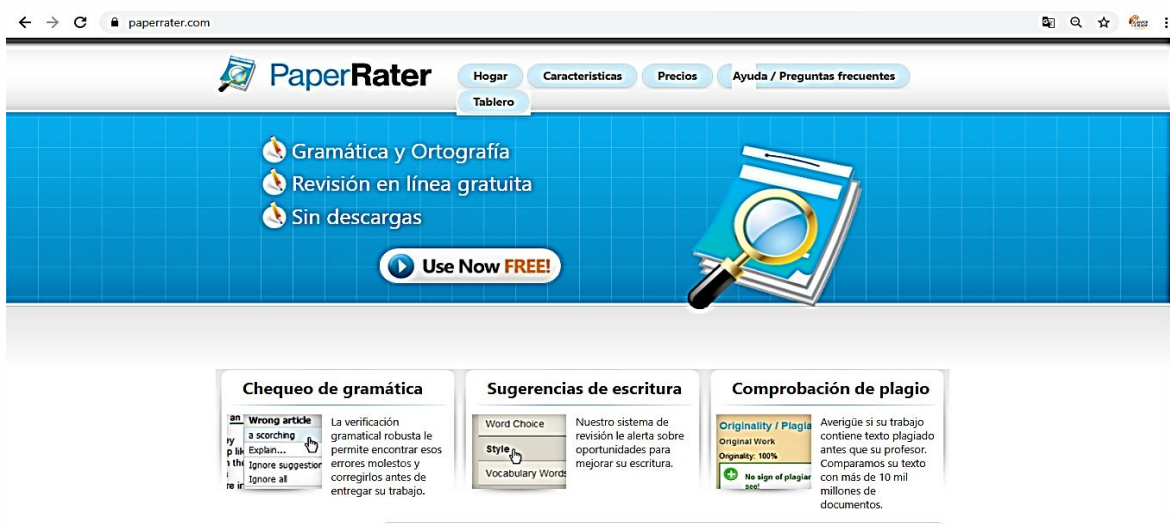 paperrater.com
PaperRater
Hogar Caracteristicas Precios Ayuda / Preguntas frecuentes
Tablero
Gramática y Ortografía
Revisión en línea gratuita
Sin descargas
Use Now FREE!
Chequeo de gramática
an Wrong article
a scorching
Explain...
Ignore suggestion
Ignore all
La verificación
gramatical robusta le
permite encontrar esos
errores molestos y
corregirlos antes de
entregar su trabajo.
Sugerencias de escritura
Word Choice
Style
Vocabulary Words
Nuestro sistema de
revisión le alerta sobre
oportunidades para
mejorar su escritura.
Comprobación de plagio
Originality / Plagia
Original Work
Originality: 100%
No sign of plagiar
see!
Averigüe si su trabajo
contiene texto plagiado
antes que su profesor.
Comparamos su texto
con más de 10 mil
millones de
documentos.